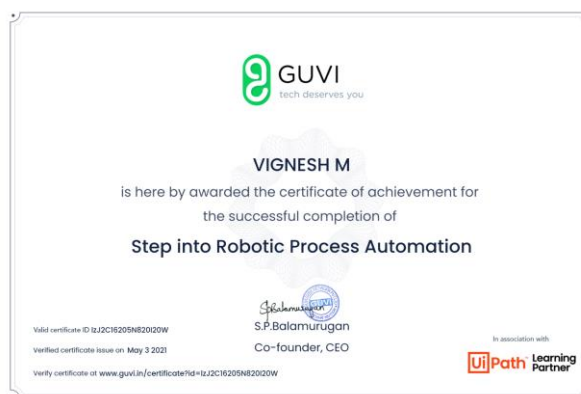 GUVI
tech deserves you
VIGNESH M
is here by awarded the certificate of achievement for
the successful completion of
Step into Robotic Process Automation
S.P.Balamurugan
Co-founder, CEO
Valid certificate ID IzJ2C16205N820I20W
Verified certificate issue on May 3 2021
Verify certificate at www.guvi.in/certificate?id=IzJ2C16205N820I20W
In association with
UiPath Learning
Partner